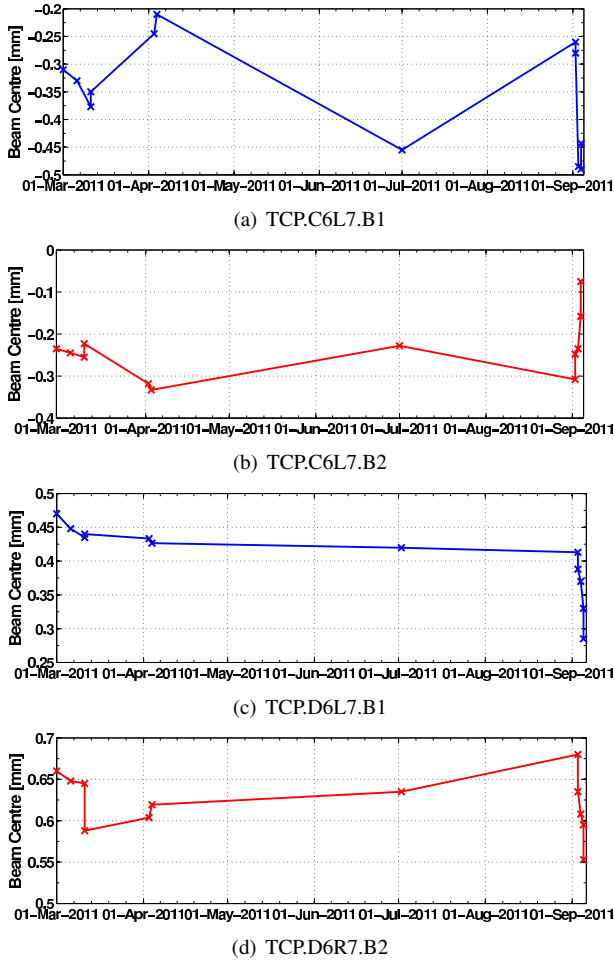 Beam Centre [mm]
−0.2
−0.25
−0.3
−0.35
−0.4
−0.45
−0.5
01−Mar−2011 01−Apr−2011 01−May−2011 01−Jun−2011 01−Jul−2011 01−Aug−2011 01−Sep−2011
(a) TCP.C6L7.B1
Beam Centre [mm]
0
−0.1
−0.2
−0.3
−0.4
01−Mar−2011 01−Apr−2011 01−May−2011 01−Jun−2011 01−Jul−2011 01−Aug−2011 01−Sep−2011
(b) TCP.C6L7.B2
Beam Centre [mm]
0.5
0.45
0.4
0.35
0.3
0.25
01−Mar−2011 01−Apr−2011 01−May−2011 01−Jun−2011 01−Jul−2011 01−Aug−2011 01−Sep−2011
(c) TCP.D6L7.B1
Beam Centre [mm]
0.7
0.65
0.6
0.55
0.5
01−Mar−2011 01−Apr−2011 01−May−2011 01−Jun−2011 01−Jul−2011 01−Aug−2011 01−Sep−2011
(d) TCP.D6R7.B2